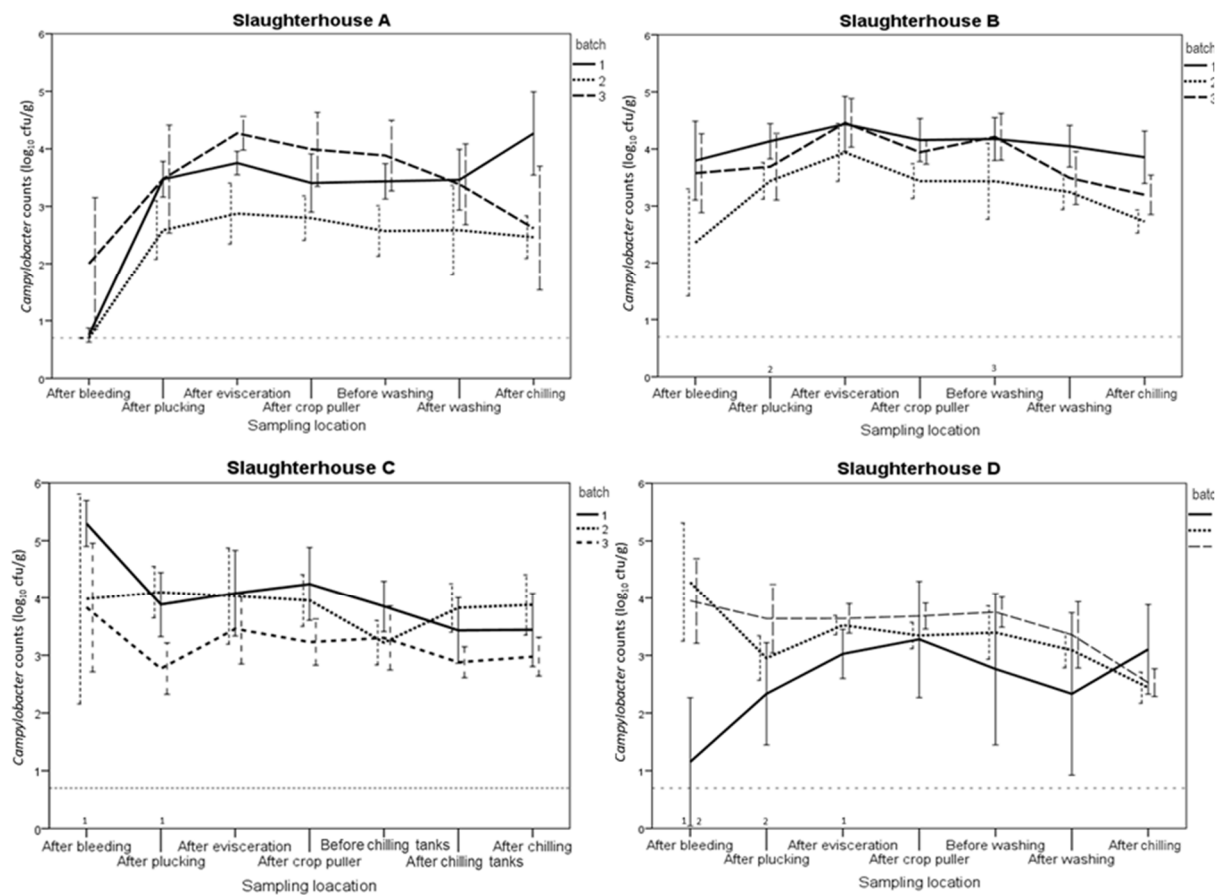 Slaughterhouse A
batch
1
2
3
Campylobacter counts (log10 cfu/g)
6
5
4
3
2
1
0
After bleeding
After plucking
After evisceration
After crop puller
Before washing
After washing
After chilling
Sampling location
Slaughterhouse B
batch
1
2
3
Campylobacter counts (log10 cfu/g)
6
5
4
3
2
1
0
2
3
After bleeding
After plucking
After evisceration
After crop puller
Before washing
After washing
After chilling
Sampling location
Slaughterhouse C
batch
1
2
3
Campylobacter counts (log10 cfu/g)
6
5
4
3
2
1
0
1
1
After bleeding
After plucking
After evisceration
After crop puller
Before chilling tanks
After chilling tanks
After chilling
Sampling loacation
Slaughterhouse D
batc
Campylobacter counts (log10 cfu/g)
6
5
4
3
2
1
0
1 2
2
1
After bleeding
After plucking
After evisceration
After crop puller
Before washing
After washing
After chilling
Sampling location